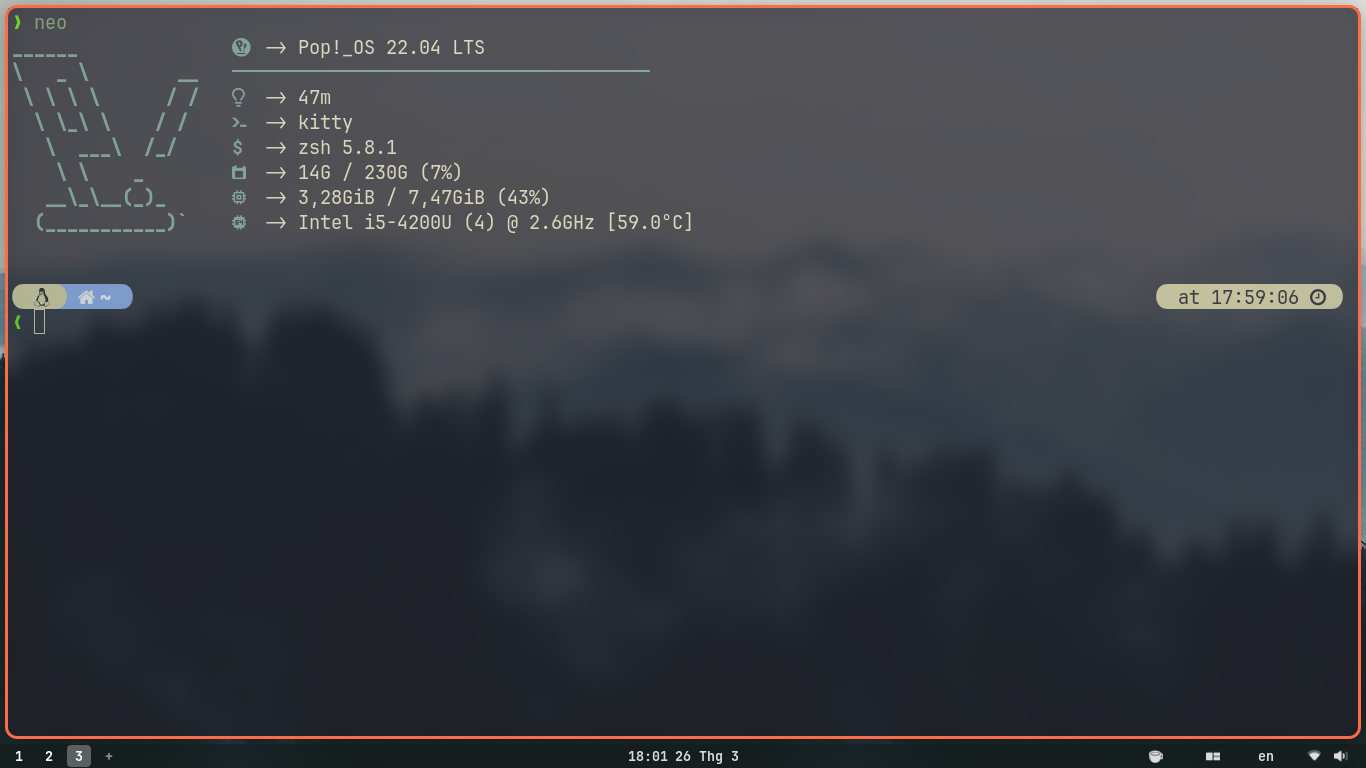 ❱ neo
Pop!_OS 22.04 LTS
47m
kitty
$ zsh 5.8.1
14G / 230G (7%)
3,28GiB / 7,47GiB (43%)
Intel i5-4200U (4) @ 2.6GHz [59.0°C]
~ at 17:59:06
❰
1 2 3 + 18:01 26 Thg 3 en